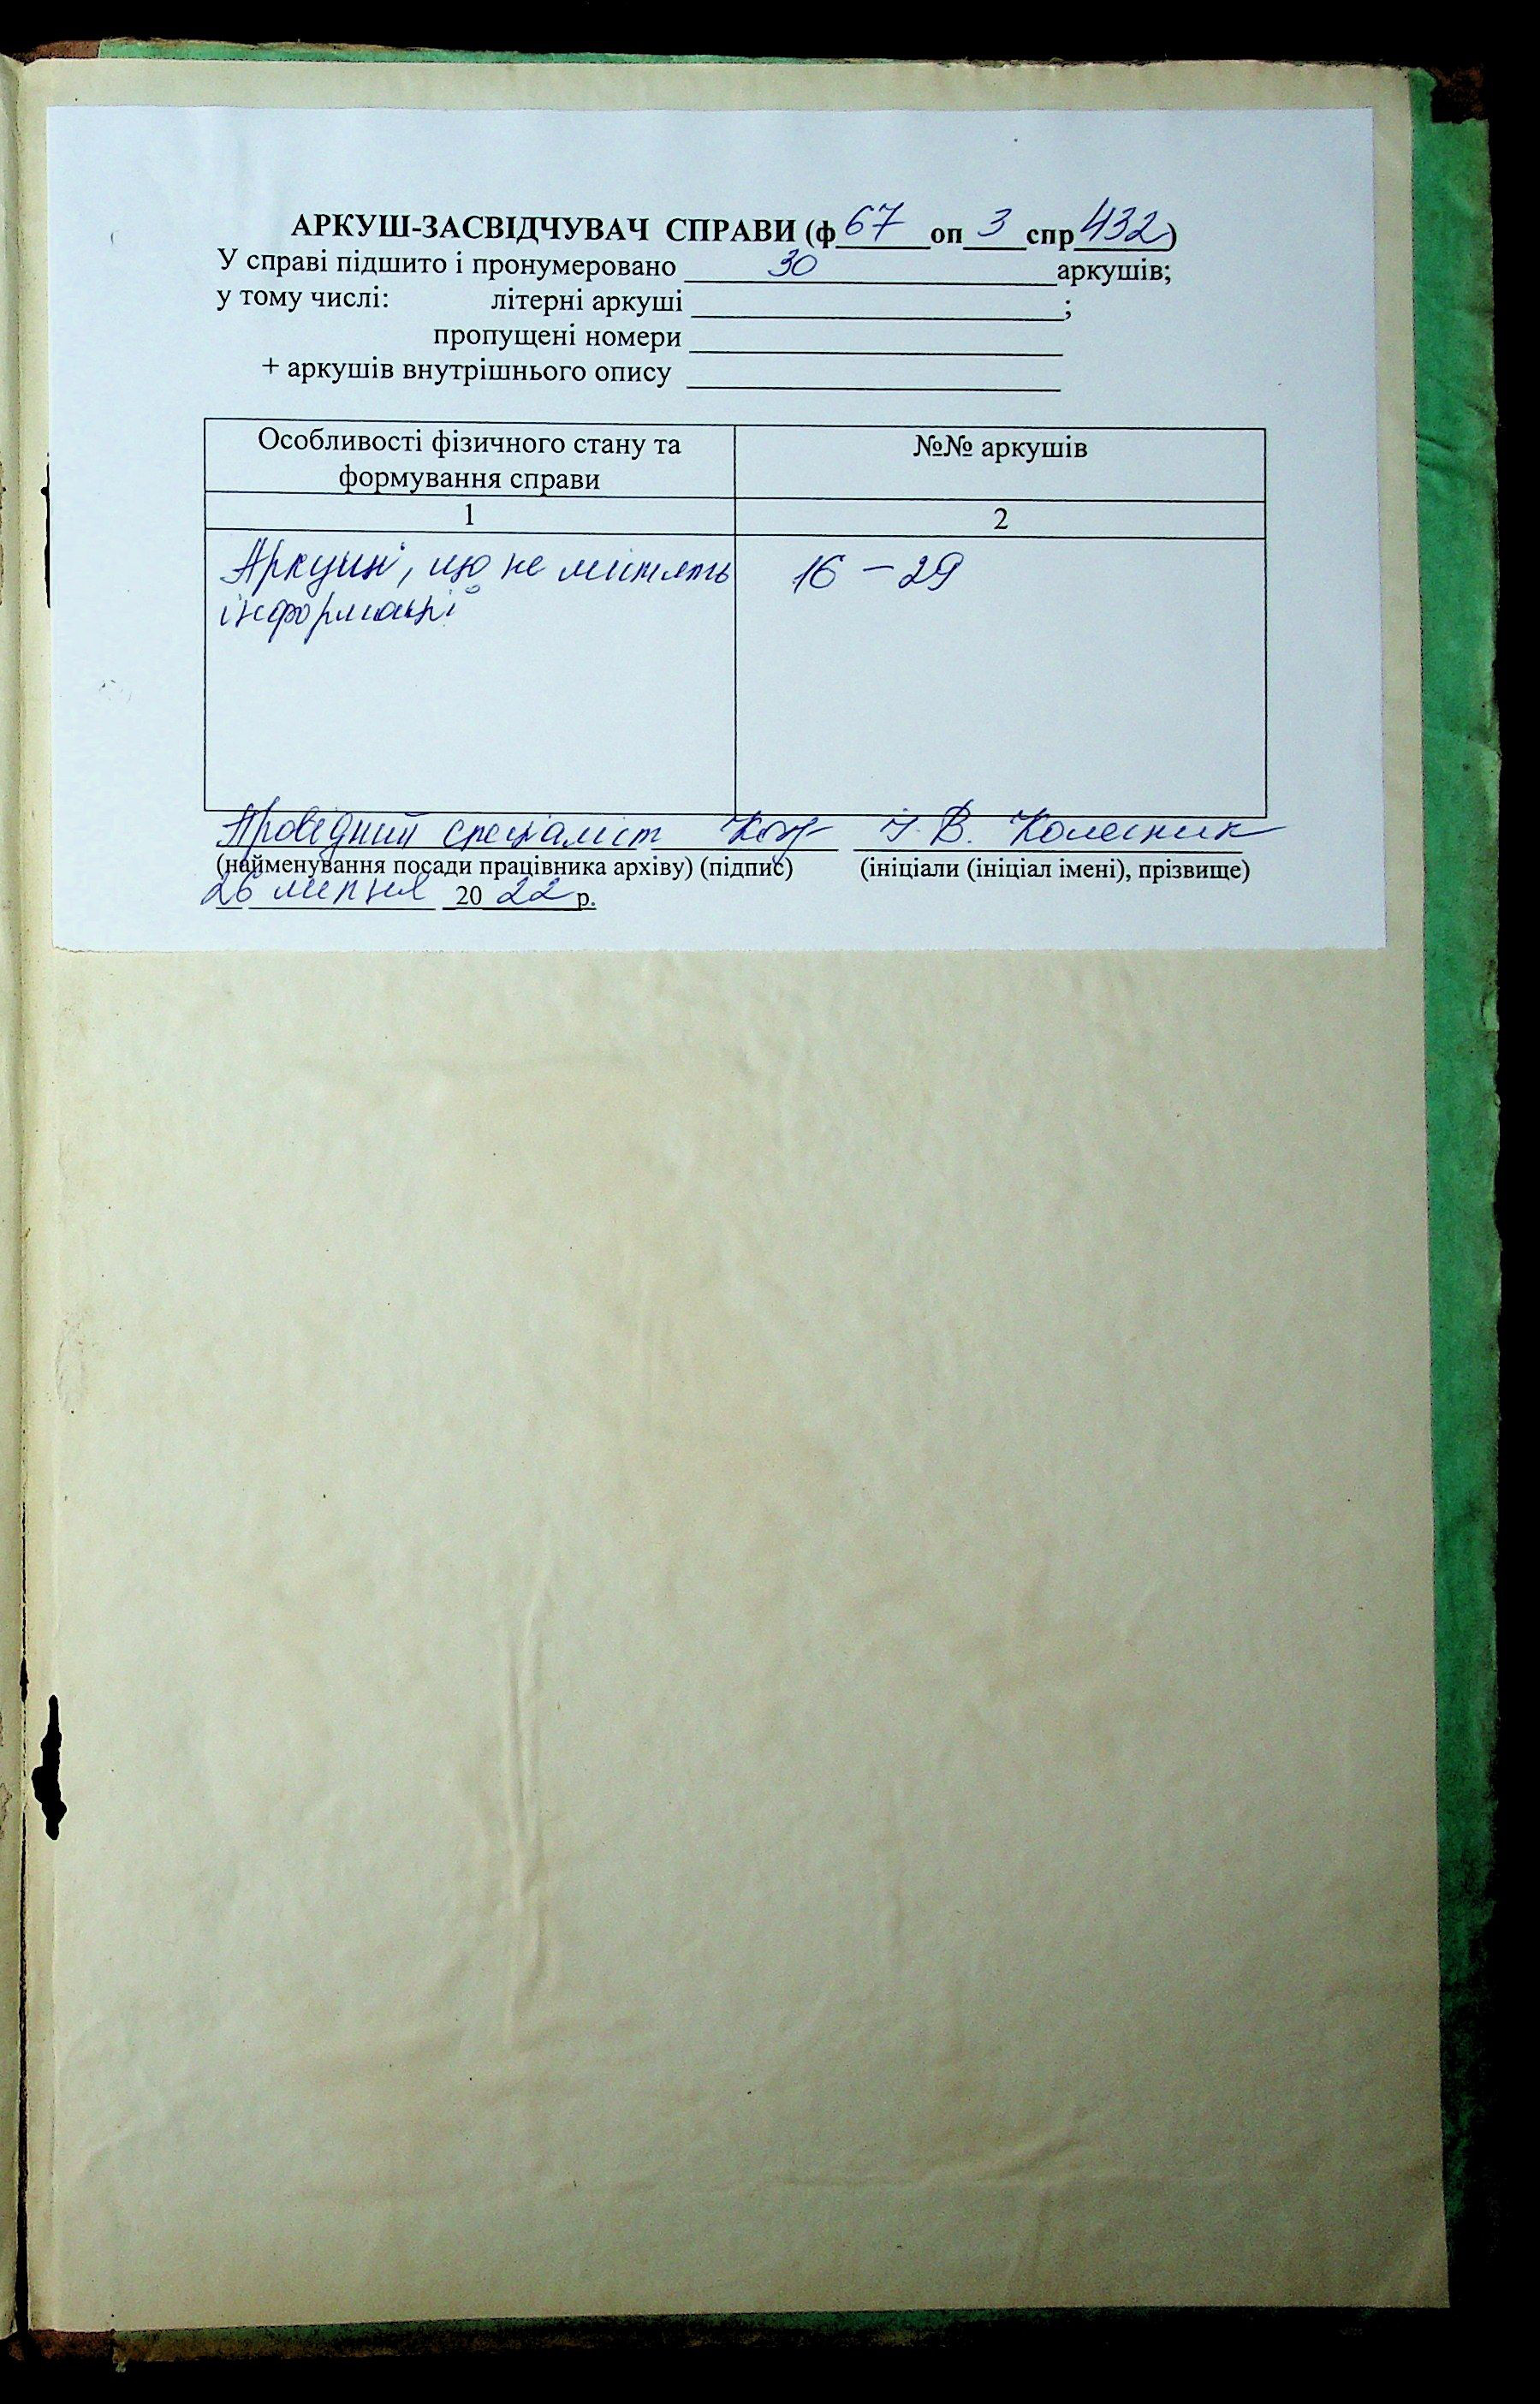 АРКУШ-ЗАСВІДЧУВАЧ СПРАВИ (ф 67 оп 3 спр 432)
У справі підшито і пронумеровано 30 аркушів;
у тому числі: літерні аркуші ;
пропущені номери
+ аркушів внутрішнього опису
Особливості фізичного стану та №№ аркушів
формування справи
1 2
Аркуші, що не містять 16 – 29
інформації
Провідний спеціаліст І. В. Колесник
(найменування посади працівника архіву) (підпис) (ініціали (ініціал імені), прізвище)
26 липня 2022 р.